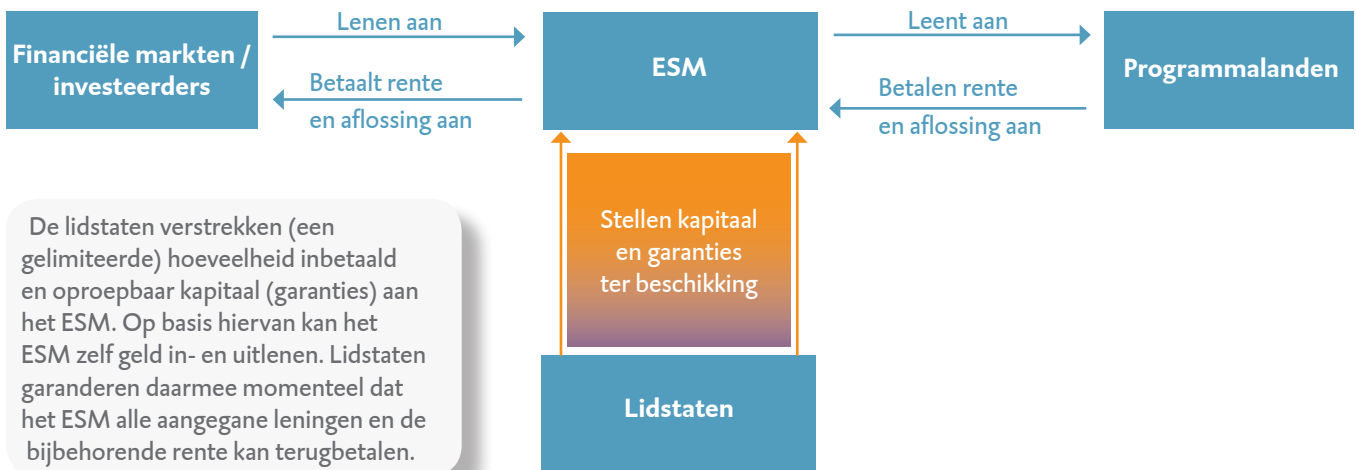 Financiële markten /
investeerders
Lenen aan
Betaalt rente
en aflossing aan
ESM
Leent aan
Betalen rente
en aflossing aan
Programmalanden
Stellen kapitaal
en garanties
ter beschikking
Lidstaten
De lidstaten verstrekken (een
gelimiteerde) hoeveelheid inbetaald
en oproepbaar kapitaal (garanties) aan
het ESM. Op basis hiervan kan het
ESM zelf geld in- en uitlenen. Lidstaten
garanderen daarmee momenteel dat
het ESM alle aangegane leningen en de
bijbehorende rente kan terugbetalen.